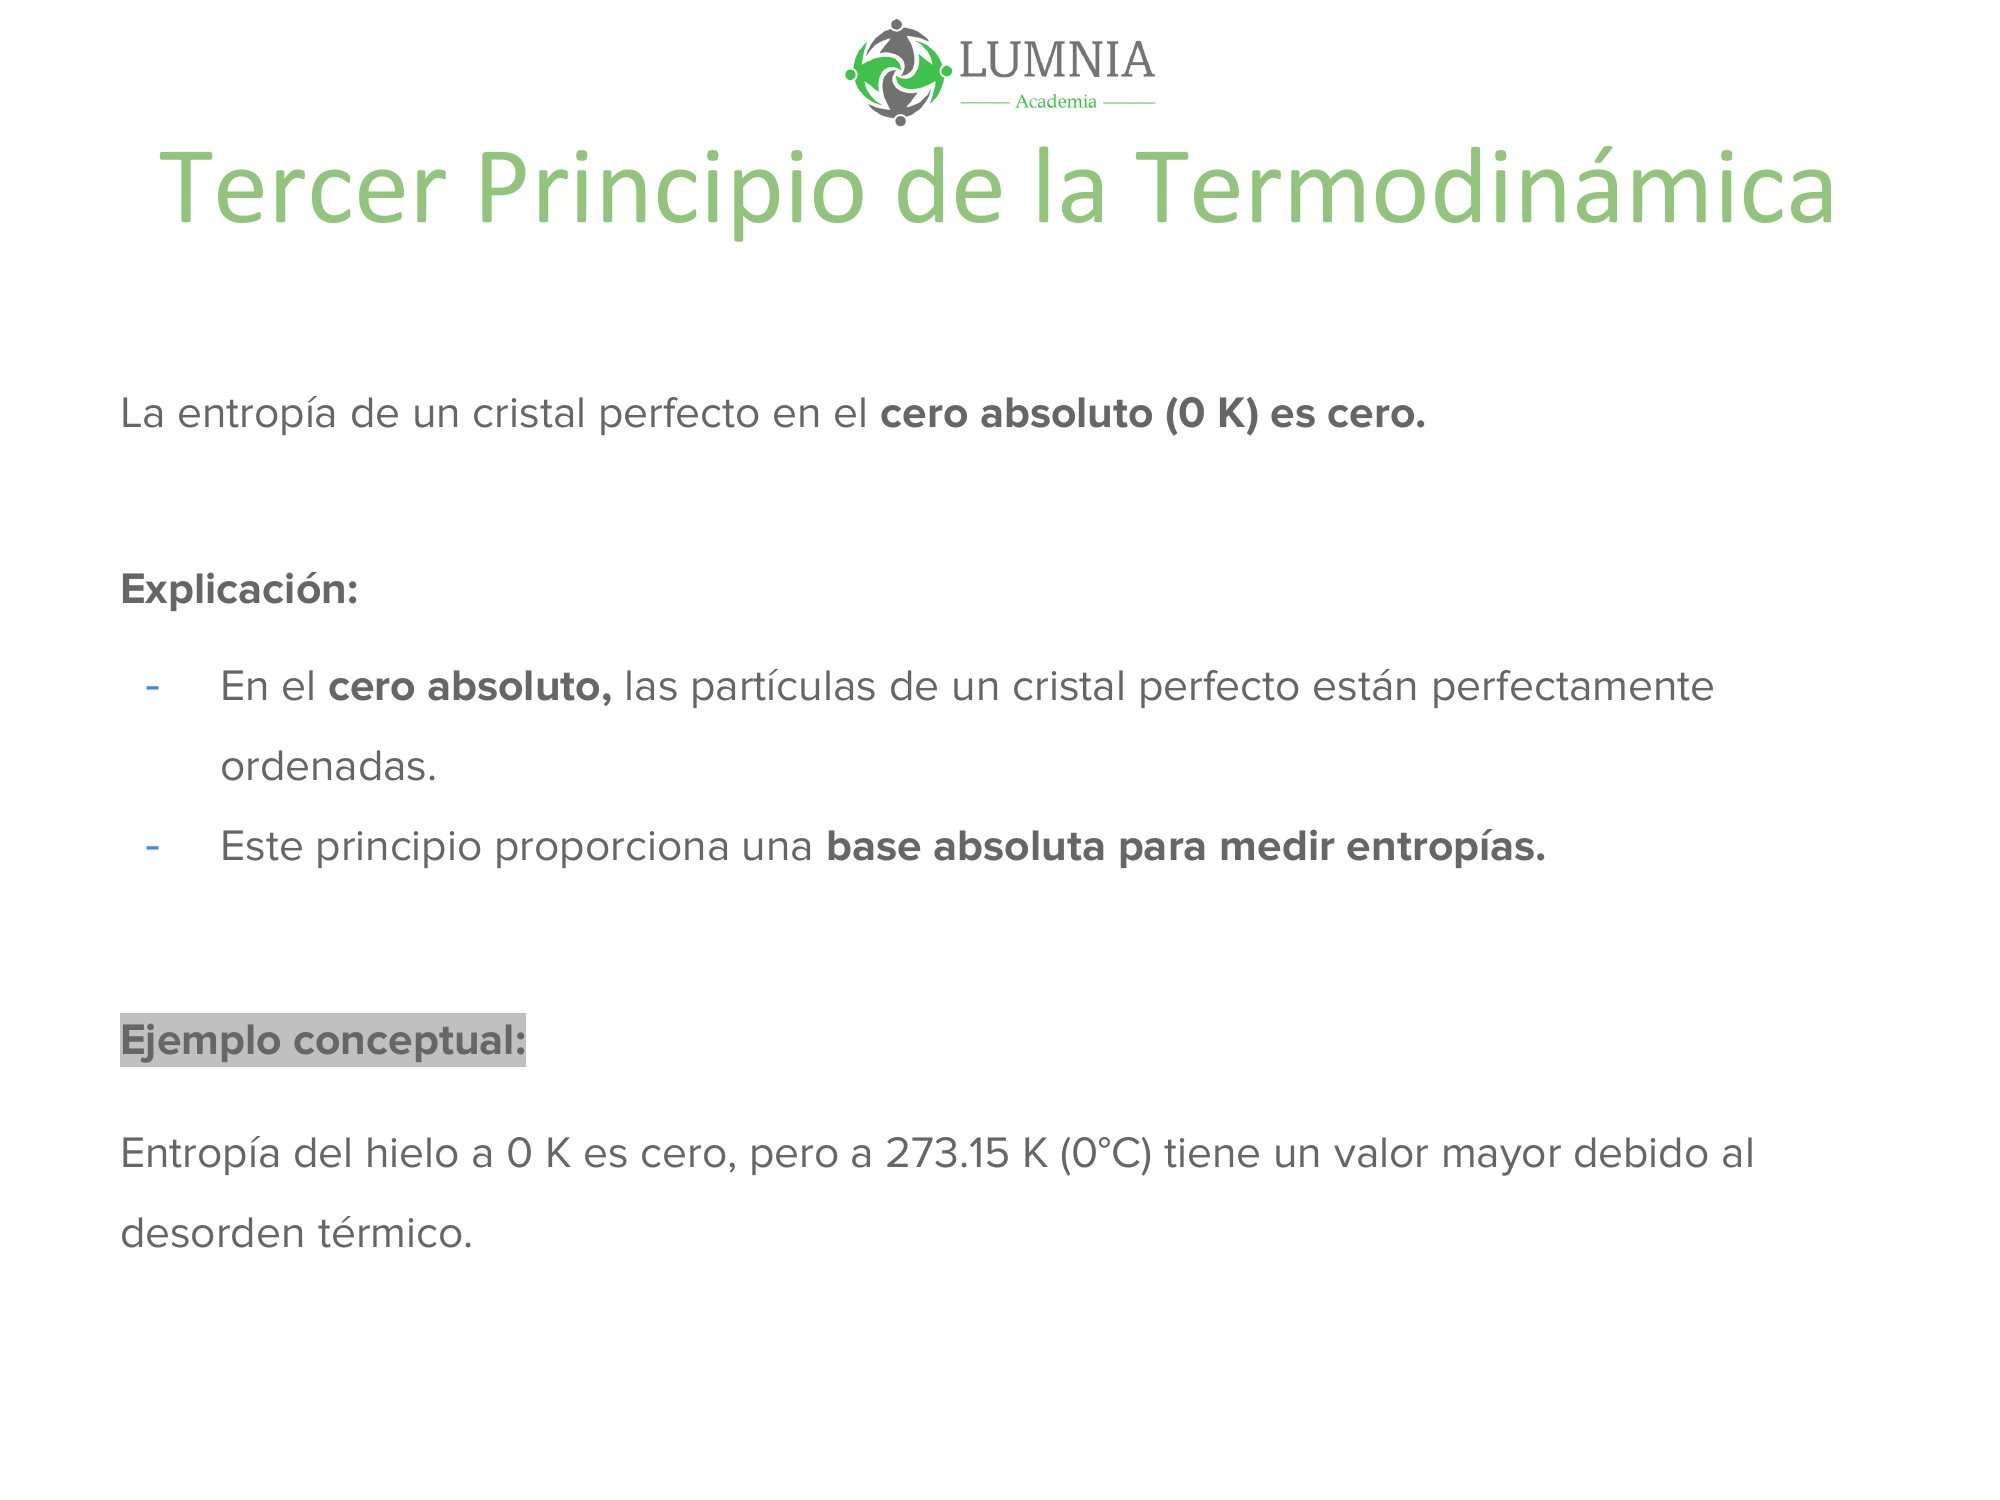 LUMNIA
Academia
Tercer Principio de la Termodinámica
La entropía de un cristal perfecto en el cero absoluto (0 K) es cero.
Explicación:
- En el cero absoluto, las partículas de un cristal perfecto están perfectamente
ordenadas.
- Este principio proporciona una base absoluta para medir entropías.
Ejemplo conceptual:
Entropía del hielo a 0 K es cero, pero a 273.15 K (0°C) tiene un valor mayor debido al
desorden térmico.